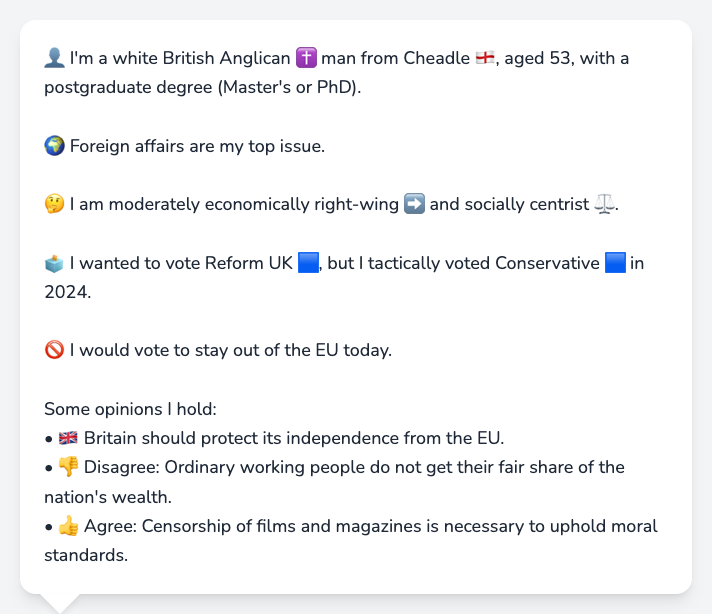 👤 I'm a white British Anglican ✝️ man from Cheadle 🏴󠁧󠁢󠁥󠁮󠁧󠁿, aged 53, with a
postgraduate degree (Master's or PhD).
🌍 Foreign affairs are my top issue.
🤔 I am moderately economically right-wing ➡️ and socially centrist ⚖️.
🗳️ I wanted to vote Reform UK 🟦, but I tactically voted Conservative 🟦 in
2024.
🚫 I would vote to stay out of the EU today.
Some opinions I hold:
• 🇬🇧 Britain should protect its independence from the EU.
• 👎 Disagree: Ordinary working people do not get their fair share of the
nation's wealth.
• 👍 Agree: Censorship of films and magazines is necessary to uphold moral
standards.